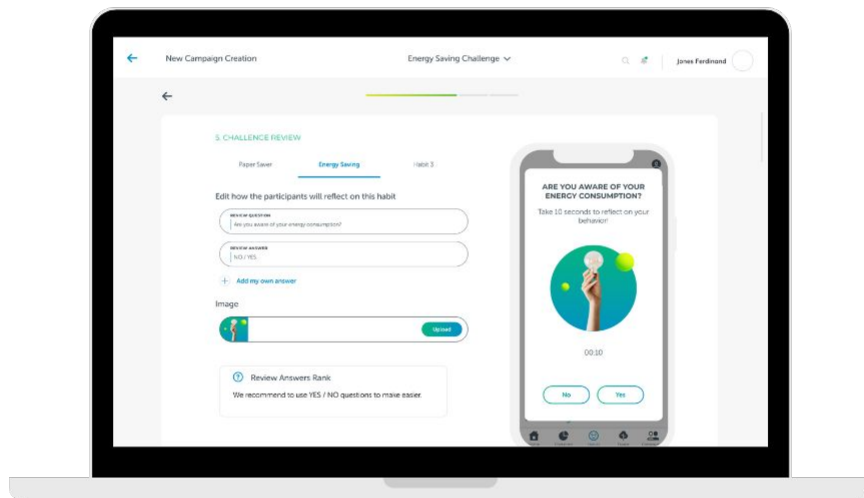 New Campaign Creation
Energy Saving Challenge
Jones Ferdinand
5. CHALLENGE REVIEW
Paper Saver
Energy Saving
Habit 3
Edit how the participants will reflect on this habit
REVIEW QUESTION
Are you aware of your energy consumption?
REVIEW ANSWER
NO / YES
+ Add my own answer
Image
Upload
? Review Answers Rank
We recommend to use YES / NO questions to make easier.
ARE YOU AWARE OF YOUR
ENERGY CONSUMPTION?
Take 10 seconds to reflect on your
behavior!
00:10
No
Yes